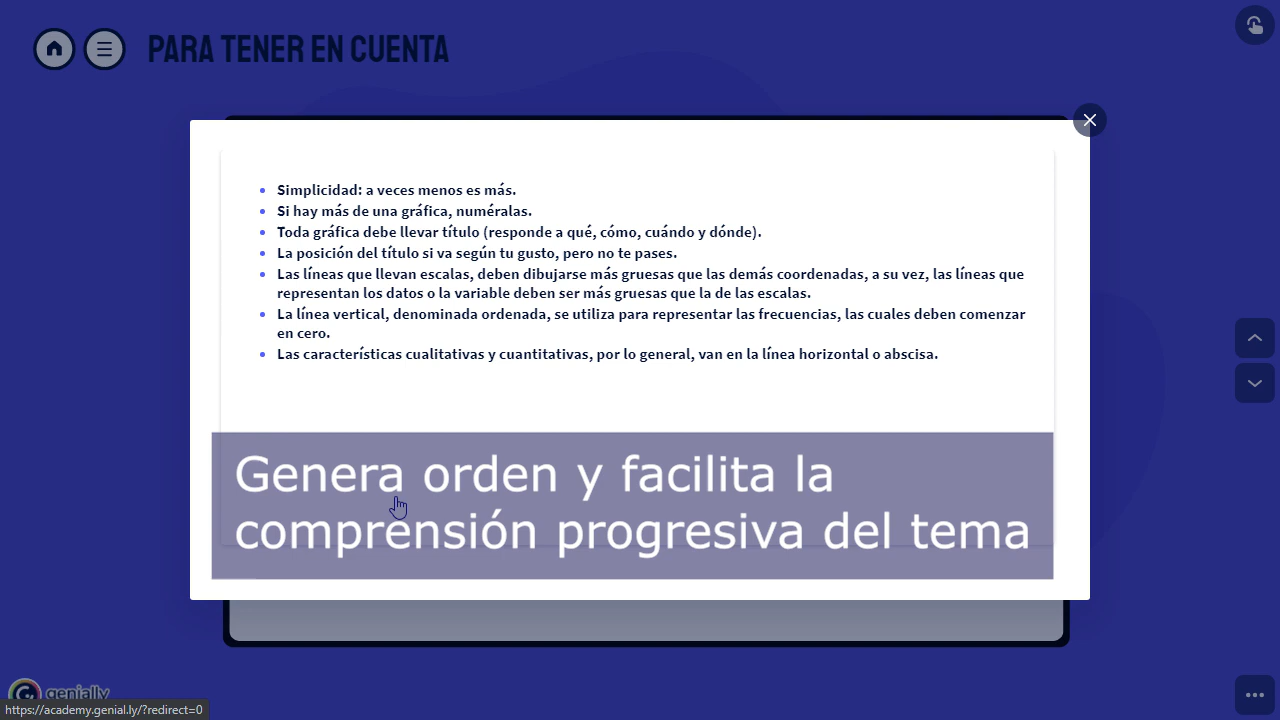 PARA TENER EN CUENTA
Simplicidad: a veces menos es más.
Si hay más de una gráfica, numéralas.
Toda gráfica debe llevar título (responde a qué, cómo, cuándo y dónde).
La posición del título si va según tu gusto, pero no te pases.
Las líneas que llevan escalas, deben dibujarse más gruesas que las demás coordenadas, a su vez, las líneas que
representan los datos o la variable deben ser más gruesas que la de las escalas.
La línea vertical, denominada ordenada, se utiliza para representar las frecuencias, las cuales deben comenzar
en cero.
Las características cualitativas y cuantitativas, por lo general, van en la línea horizontal o abscisa.
Genera orden y facilita la
comprensión progresiva del tema
genially
https://academy.genial.ly/?redirect=0